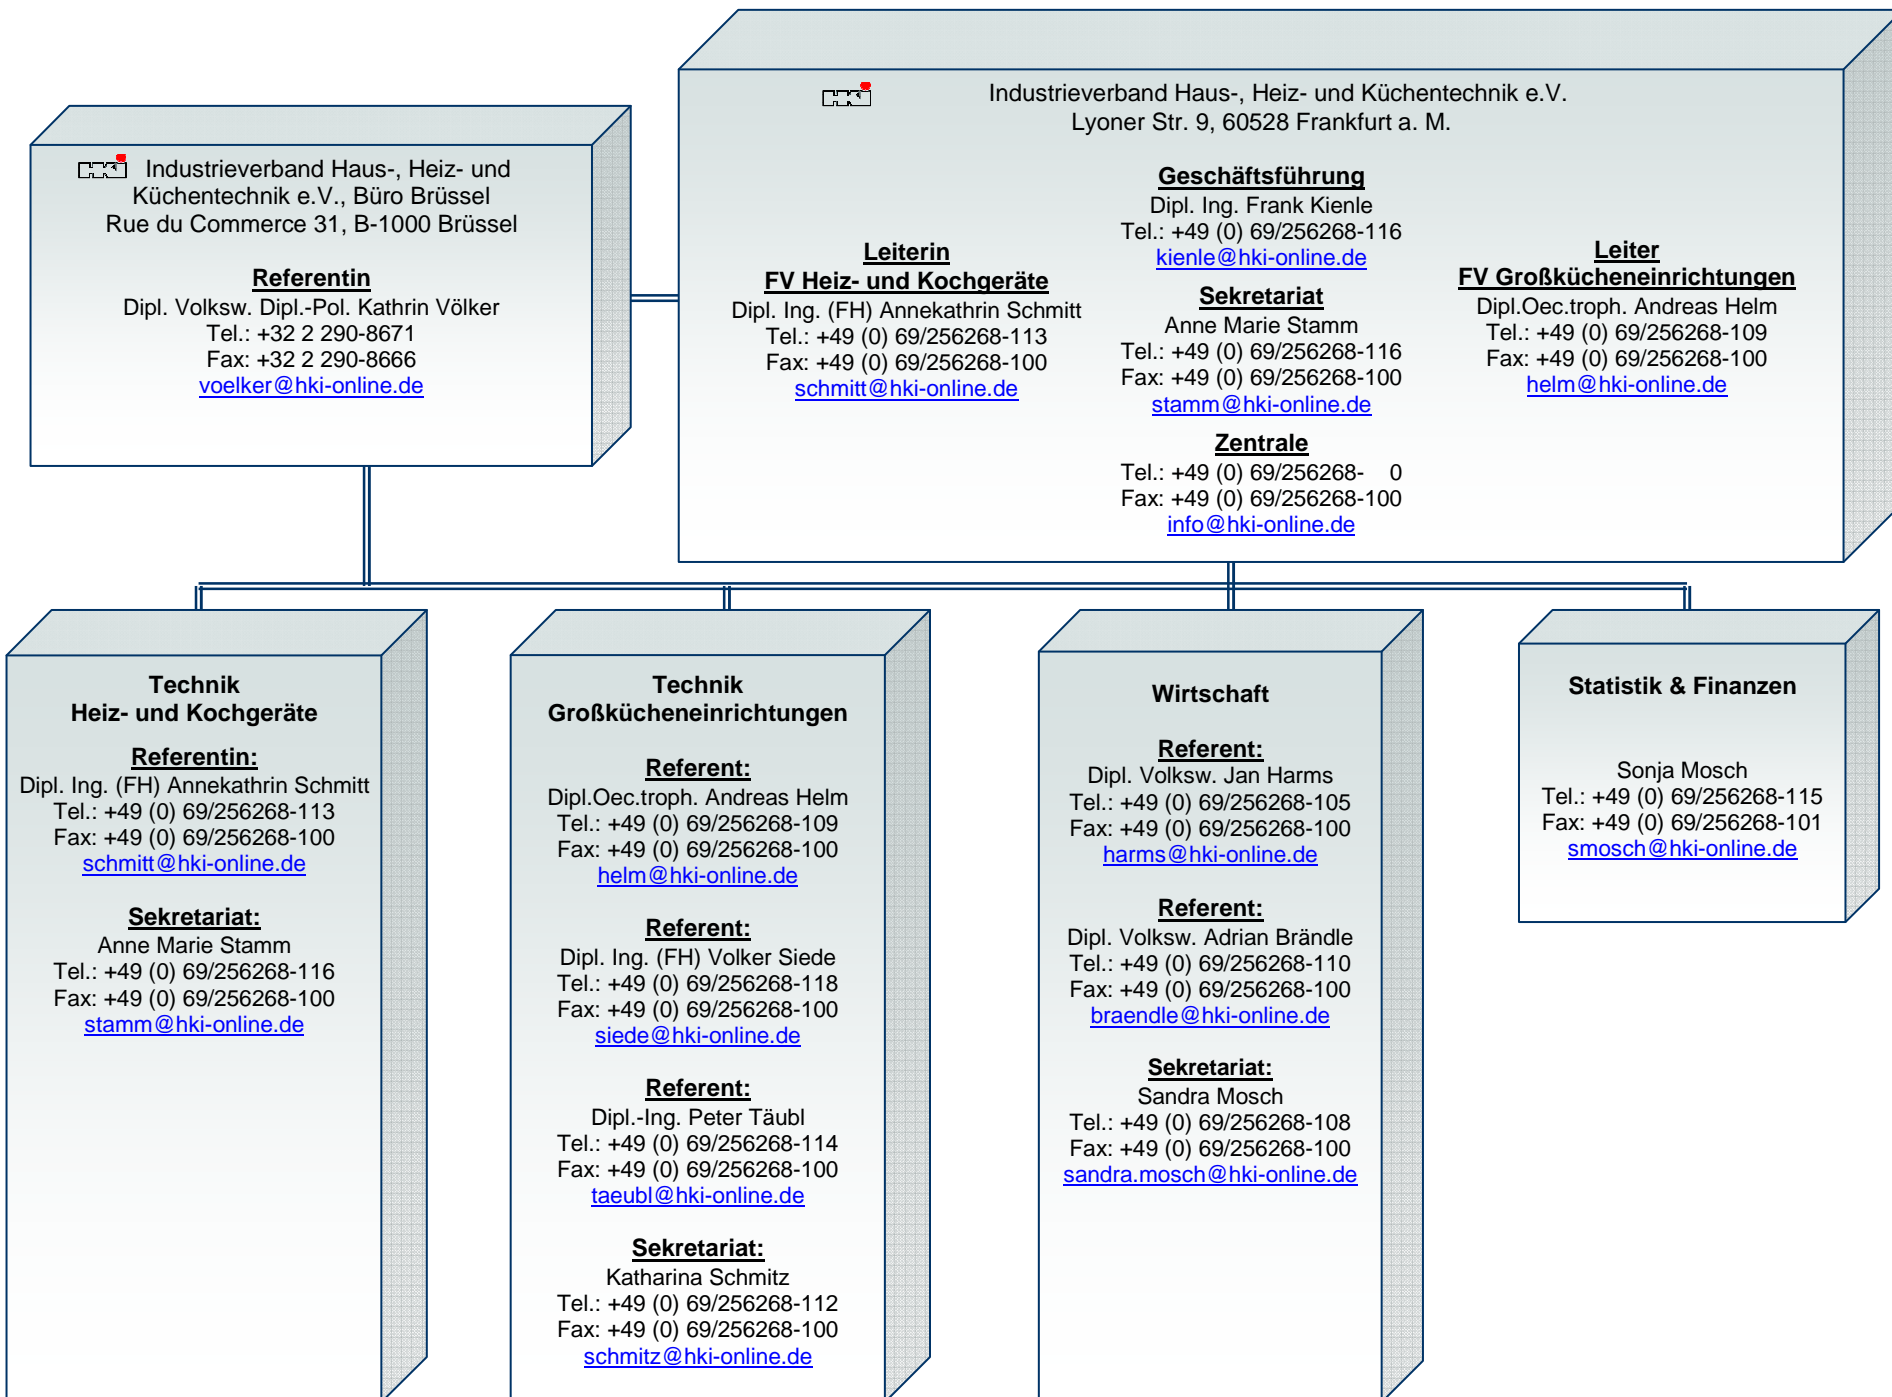 Industrieverband Haus-, Heiz- und
Küchentechnik e.V., Büro Brüssel
Rue du Commerce 31, B-1000 Brüssel
Referentin
Dipl. Volksw. Dipl.-Pol. Kathrin Völker
Tel.: +32 2 290-8671
Fax: +32 2 290-8666
voelker@hki-online.de
Industrieverband Haus-, Heiz- und Küchentechnik e.V.
Lyoner Str. 9, 60528 Frankfurt a. M.
Leiterin
FV Heiz- und Kochgeräte
Dipl. Ing. (FH) Annekathrin Schmitt
Tel.: +49 (0) 69/256268-113
Fax: +49 (0) 69/256268-100
schmitt@hki-online.de
Geschäftsführung
Dipl. Ing. Frank Kienle
Tel.: +49 (0) 69/256268-116
kienle@hki-online.de
Sekretariat
Anne Marie Stamm
Tel.: +49 (0) 69/256268-116
Fax: +49 (0) 69/256268-100
stamm@hki-online.de
Zentrale
Tel.: +49 (0) 69/256268- 0
Fax: +49 (0) 69/256268-100
info@hki-online.de
Leiter
FV Großkücheneinrichtungen
Dipl.Oec.troph. Andreas Helm
Tel.: +49 (0) 69/256268-109
Fax: +49 (0) 69/256268-100
helm@hki-online.de
Technik
Heiz- und Kochgeräte
Referentin:
Dipl. Ing. (FH) Annekathrin Schmitt
Tel.: +49 (0) 69/256268-113
Fax: +49 (0) 69/256268-100
schmitt@hki-online.de
Sekretariat:
Anne Marie Stamm
Tel.: +49 (0) 69/256268-116
Fax: +49 (0) 69/256268-100
stamm@hki-online.de
Technik
Großkücheneinrichtungen
Referent:
Dipl.Oec.troph. Andreas Helm
Tel.: +49 (0) 69/256268-109
Fax: +49 (0) 69/256268-100
helm@hki-online.de
Referent:
Dipl. Ing. (FH) Volker Siede
Tel.: +49 (0) 69/256268-118
Fax: +49 (0) 69/256268-100
siede@hki-online.de
Referent:
Dipl.-Ing. Peter Täubl
Tel.: +49 (0) 69/256268-114
Fax: +49 (0) 69/256268-100
taeubl@hki-online.de
Sekretariat:
Katharina Schmitz
Tel.: +49 (0) 69/256268-112
Fax: +49 (0) 69/256268-100
schmitz@hki-online.de
Wirtschaft
Referent:
Dipl. Volksw. Jan Harms
Tel.: +49 (0) 69/256268-105
Fax: +49 (0) 69/256268-100
harms@hki-online.de
Referent:
Dipl. Volksw. Adrian Brändle
Tel.: +49 (0) 69/256268-110
Fax: +49 (0) 69/256268-100
braendle@hki-online.de
Sekretariat:
Sandra Mosch
Tel.: +49 (0) 69/256268-108
Fax: +49 (0) 69/256268-100
sandra.mosch@hki-online.de
Statistik & Finanzen
Sonja Mosch
Tel.: +49 (0) 69/256268-115
Fax: +49 (0) 69/256268-101
smosch@hki-online.de